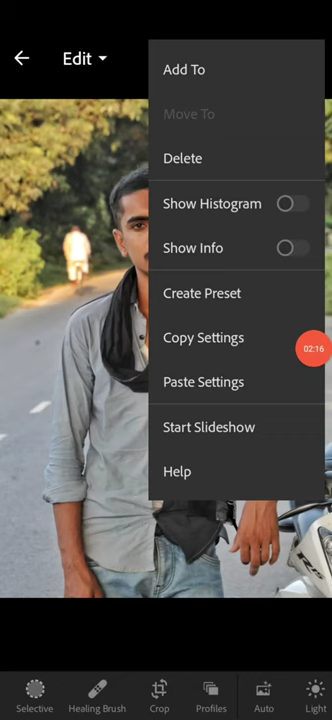 Edit
Add To
Move To
Delete
Show Histogram
Show Info
Create Preset
Copy Settings
02:16
Paste Settings
Start Slideshow
Help
Selective
Healing Brush
Crop
Profiles
Auto
Light